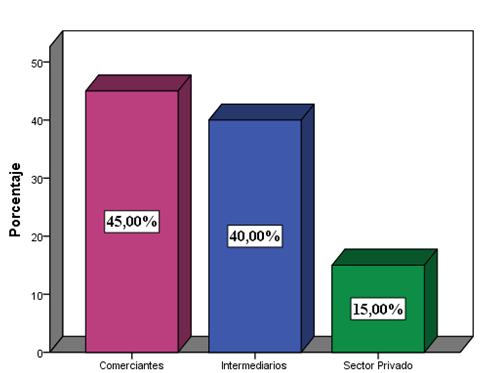 Porcentaje
50
40
30
20
10
0
45,00%
40,00%
15,00%
Comerciantes
Intermediarios
Sector Privado